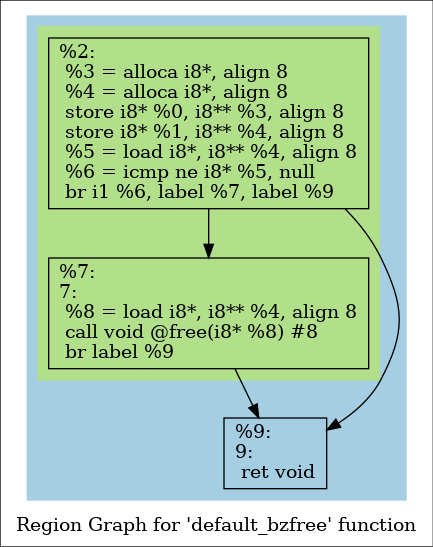 %2:
%3 = alloca i8*, align 8
%4 = alloca i8*, align 8
store i8* %0, i8** %3, align 8
store i8* %1, i8** %4, align 8
%5 = load i8*, i8** %4, align 8
%6 = icmp ne i8* %5, null
br i1 %6, label %7, label %9
%7:
7:
%8 = load i8*, i8** %4, align 8
call void @free(i8* %8) #8
br label %9
%9:
9:
ret void
Region Graph for 'default_bzfree' function